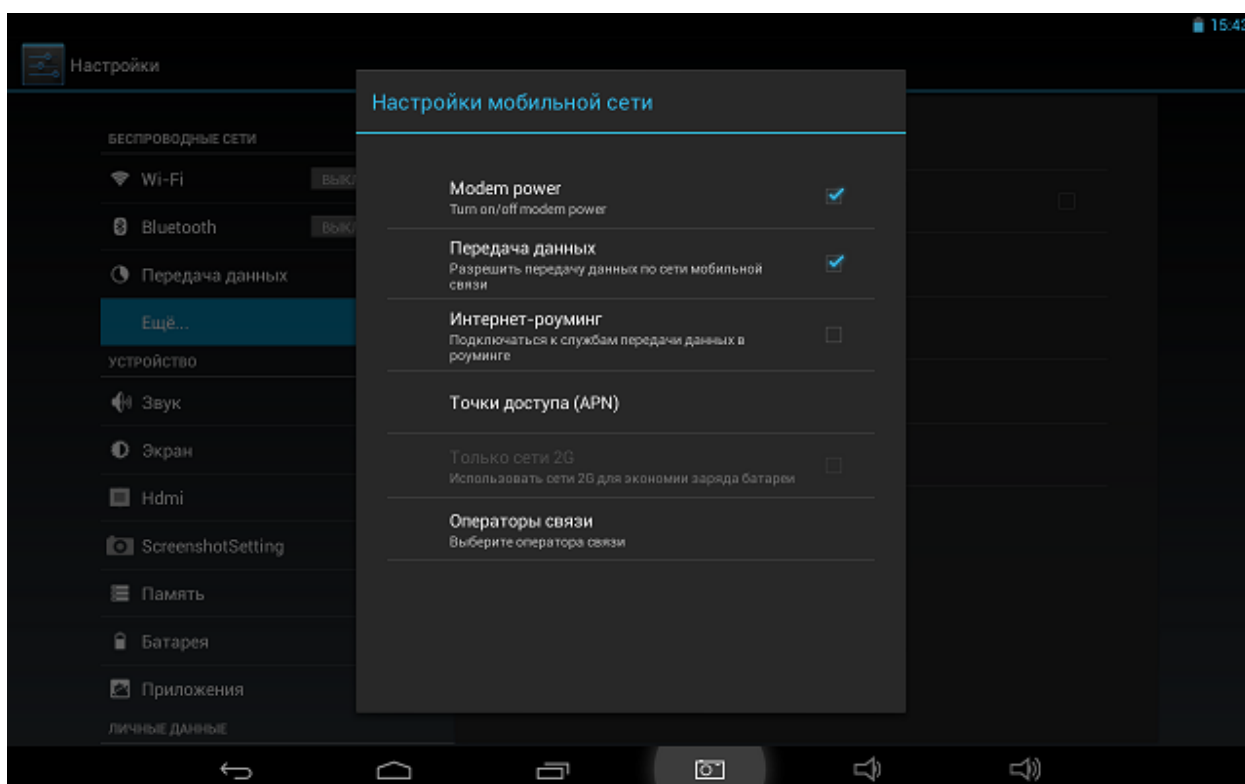 15:43
Настройки
Настройки мобильной сети
БЕСПРОВОДНЫЕ СЕТИ
Wi-Fi
Bluetooth
Передача данных
Ещё...
УСТРОЙСТВО
Звук
Экран
Hdmi
ScreenshotSetting
Память
Батарея
Приложения
ЛИЧНЫЕ ДАННЫЕ
Modem power
Turn on/off modem power
Передача данных
Разрешить передачу данных по сети мобильной
связи
Интернет-роуминг
Подключаться к службам передачи данных в
роуминге
Точки доступа (APN)
Только сети 2G
Использовать сети 2G для экономии заряда батареи
Операторы связи
Выберите оператора связи